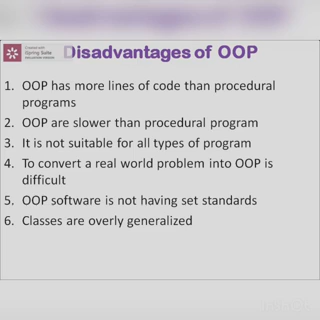 Disadvantages of OOP
1. OOP has more lines of code than procedural
programs
2. OOP are slower than procedural program
3. It is not suitable for all types of program
4. To convert a real world problem into OOP is
difficult
5. OOP software is not having set standards
6. Classes are overly generalized